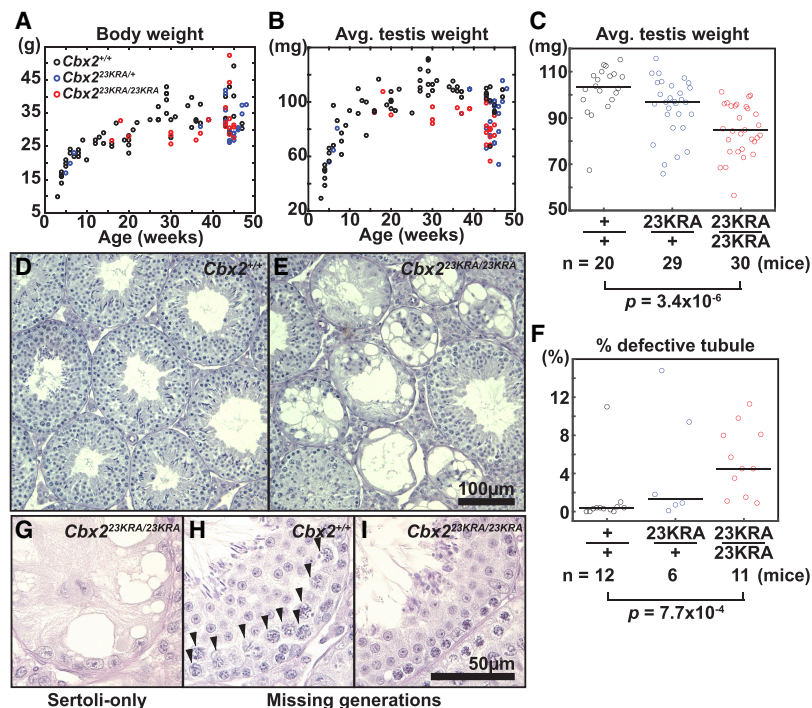 A
Body weight
(g)
45
35
25
15
5
0 10 20 30 40 50
Age (weeks)
Cbx2+/+
Cbx223KRA/+
Cbx223KRA/23KRA
B
Avg. testis weight
(mg)
140
100
60
20
0 10 20 30 40 50
Age (weeks)
C
Avg. testis weight
(mg)
110
90
70
50
+ 23KRA 23KRA
+ + 23KRA
n = 20 29 30 (mice)
p = 3.4x10-6
D
Cbx2+/+
E
Cbx223KRA/23KRA
100μm
F
% defective tubule
(%)
12
8
4
0
+ 23KRA 23KRA
+ + 23KRA
n = 12 6 11 (mice)
p = 7.7x10-4
G
Cbx223KRA/23KRA
H
Cbx2+/+
I
Cbx223KRA/23KRA
50μm
Sertoli-only
Missing generations